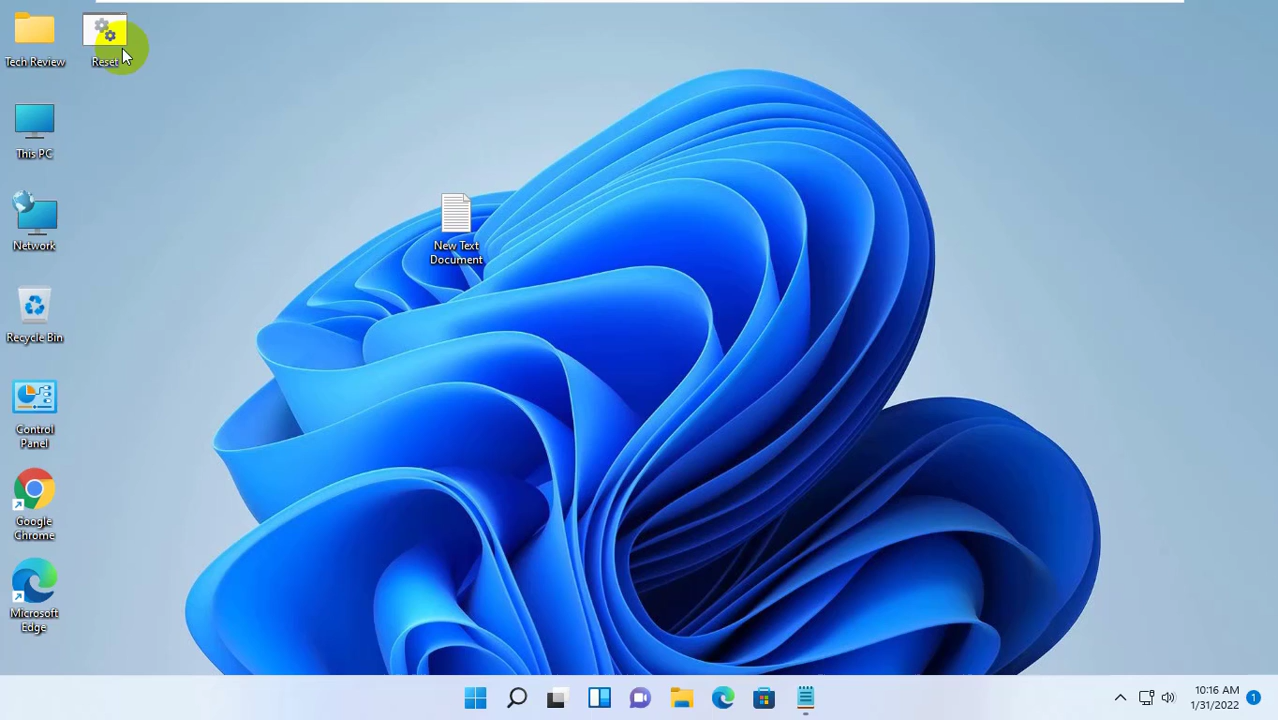 Tech Review
Reset
This PC
Network
New Text
Document
Recycle Bin
Control
Panel
Google
Chrome
Microsoft
Edge
10:16 AM
1/31/2022
1